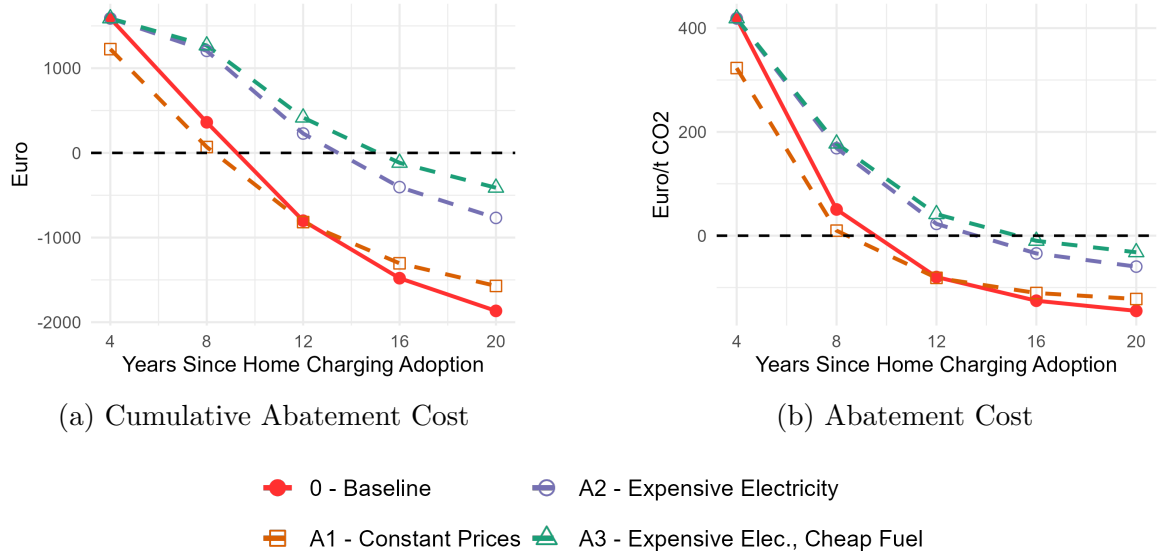 Euro
1000
0
-1000
-2000
4 8 12 16 20
Years Since Home Charging Adoption
(a) Cumulative Abatement Cost
Euro/t CO2
400
200
0
4 8 12 16 20
Years Since Home Charging Adoption
(b) Abatement Cost
0 - Baseline
A2 - Expensive Electricity
A1 - Constant Prices
A3 - Expensive Elec., Cheap Fuel